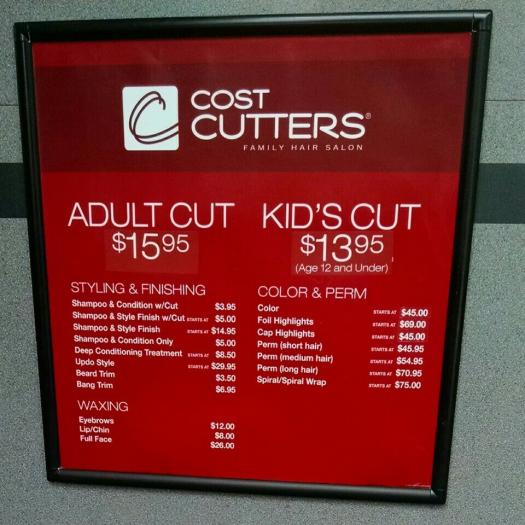 COST
CUTTERS®
FAMILY HAIR SALON
ADULT CUT
$15.95
KID'S CUT
$13.95
(Age 12 and Under)
STYLING & FINISHING
Shampoo & Condition w/Cut $3.95
Shampoo & Style Finish w/Cut STARTS AT $5.00
Shampoo & Style Finish STARTS AT $14.95
Shampoo & Condition Only $5.00
Deep Conditioning Treatment STARTS AT $8.50
Updo Style STARTS AT $29.95
Beard Trim $3.50
Bang Trim $6.95
WAXING
Eyebrows $12.00
Lip/Chin $8.00
Full Face $26.00
COLOR & PERM
Color STARTS AT $45.00
Foil Highlights STARTS AT $69.00
Cap Highlights STARTS AT $45.00
Perm (short hair) STARTS AT $45.95
Perm (medium hair) STARTS AT $54.95
Perm (long hair) STARTS AT $70.95
Spiral/Spiral Wrap STARTS AT $75.00